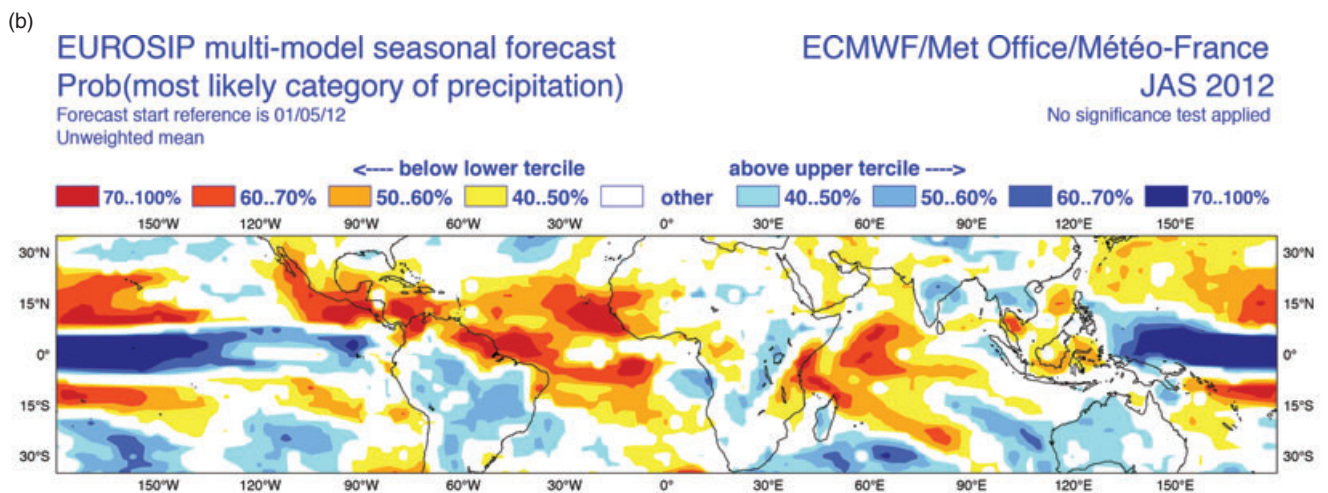 (b)
EUROSIP multi-model seasonal forecast
ECMWF/Met Office/Météo-France
Prob(most likely category of precipitation)
JAS 2012
Forecast start reference is 01/05/12
No significance test applied
Unweighted mean
<---- below lower tercile
above upper tercile ---->
70..100% 60..70% 50..60% 40..50% other 40..50% 50..60% 60..70% 70..100%
150°W 120°W 90°W 60°W 30°W 0° 30°E 60°E 90°E 120°E 150°E
30°N 30°N
15°N 15°N
0° 0°
15°S 15°S
30°S 30°S
150°W 120°W 90°W 60°W 30°W 0° 30°E 60°E 90°E 120°E 150°E